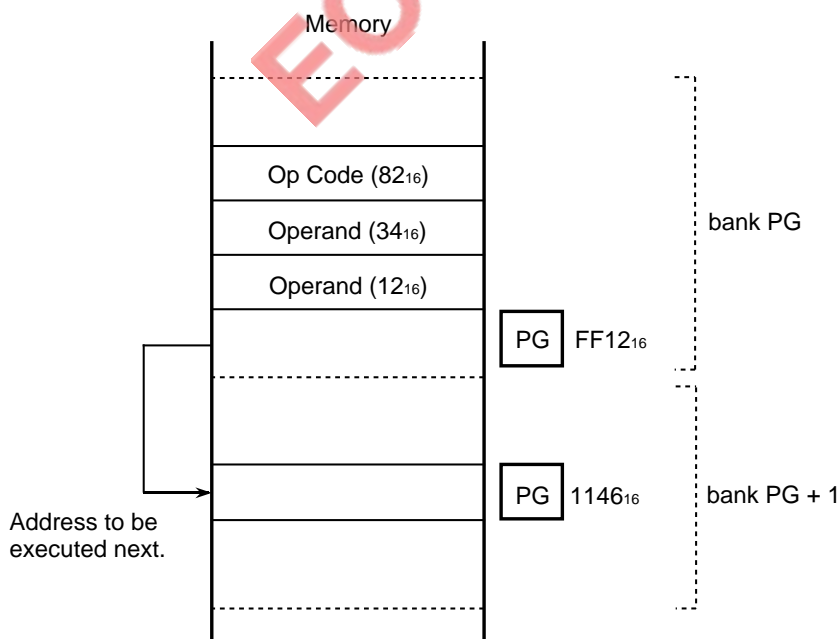 Memory
Op Code (82₁₆)
Operand (34₁₆)
bank PG
Operand (12₁₆)
PG FF12₁₆
PG 1146₁₆
bank PG + 1
Address to be
executed next.